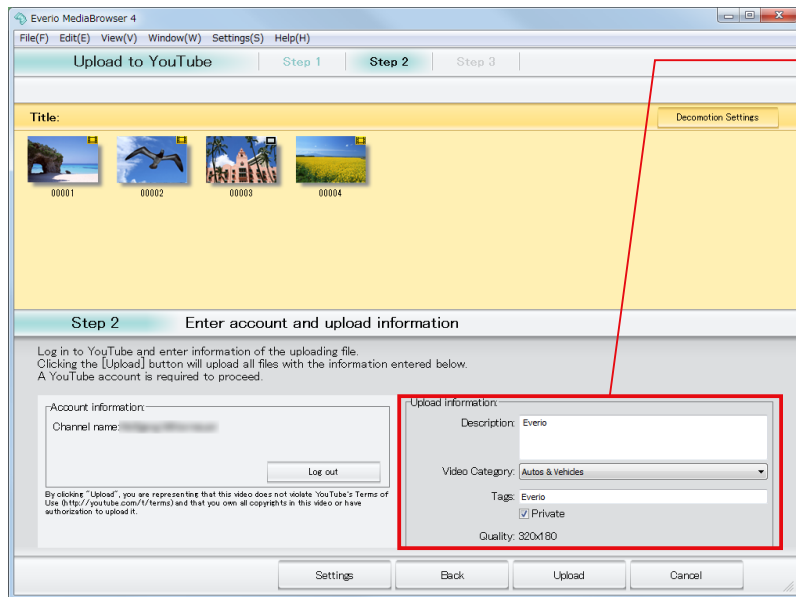 Everio MediaBrowser 4
File(F) Edit(E) View(V) Window(W) Settings(S) Help(H)
Upload to YouTube Step 1 Step 2 Step 3
Title: Decomotion Settings
00001 00002 00003 00004
Step 2 Enter account and upload information
Log in to YouTube and enter information of the uploading file.
Clicking the [Upload] button will upload all files with the information entered below.
A YouTube account is required to proceed.
Account information:
Channel name:
Log out
By clicking "Upload", you are representing that this video does not violate YouTube's Terms of
Use (http://youtube.com/t/terms) and that you own all copyrights in this video or have
authorization to upload it.
Upload information:
Description: Everio
Video Category: Autos & Vehicles
Tags: Everio
Private
Quality: 320x180
Settings Back Upload Cancel